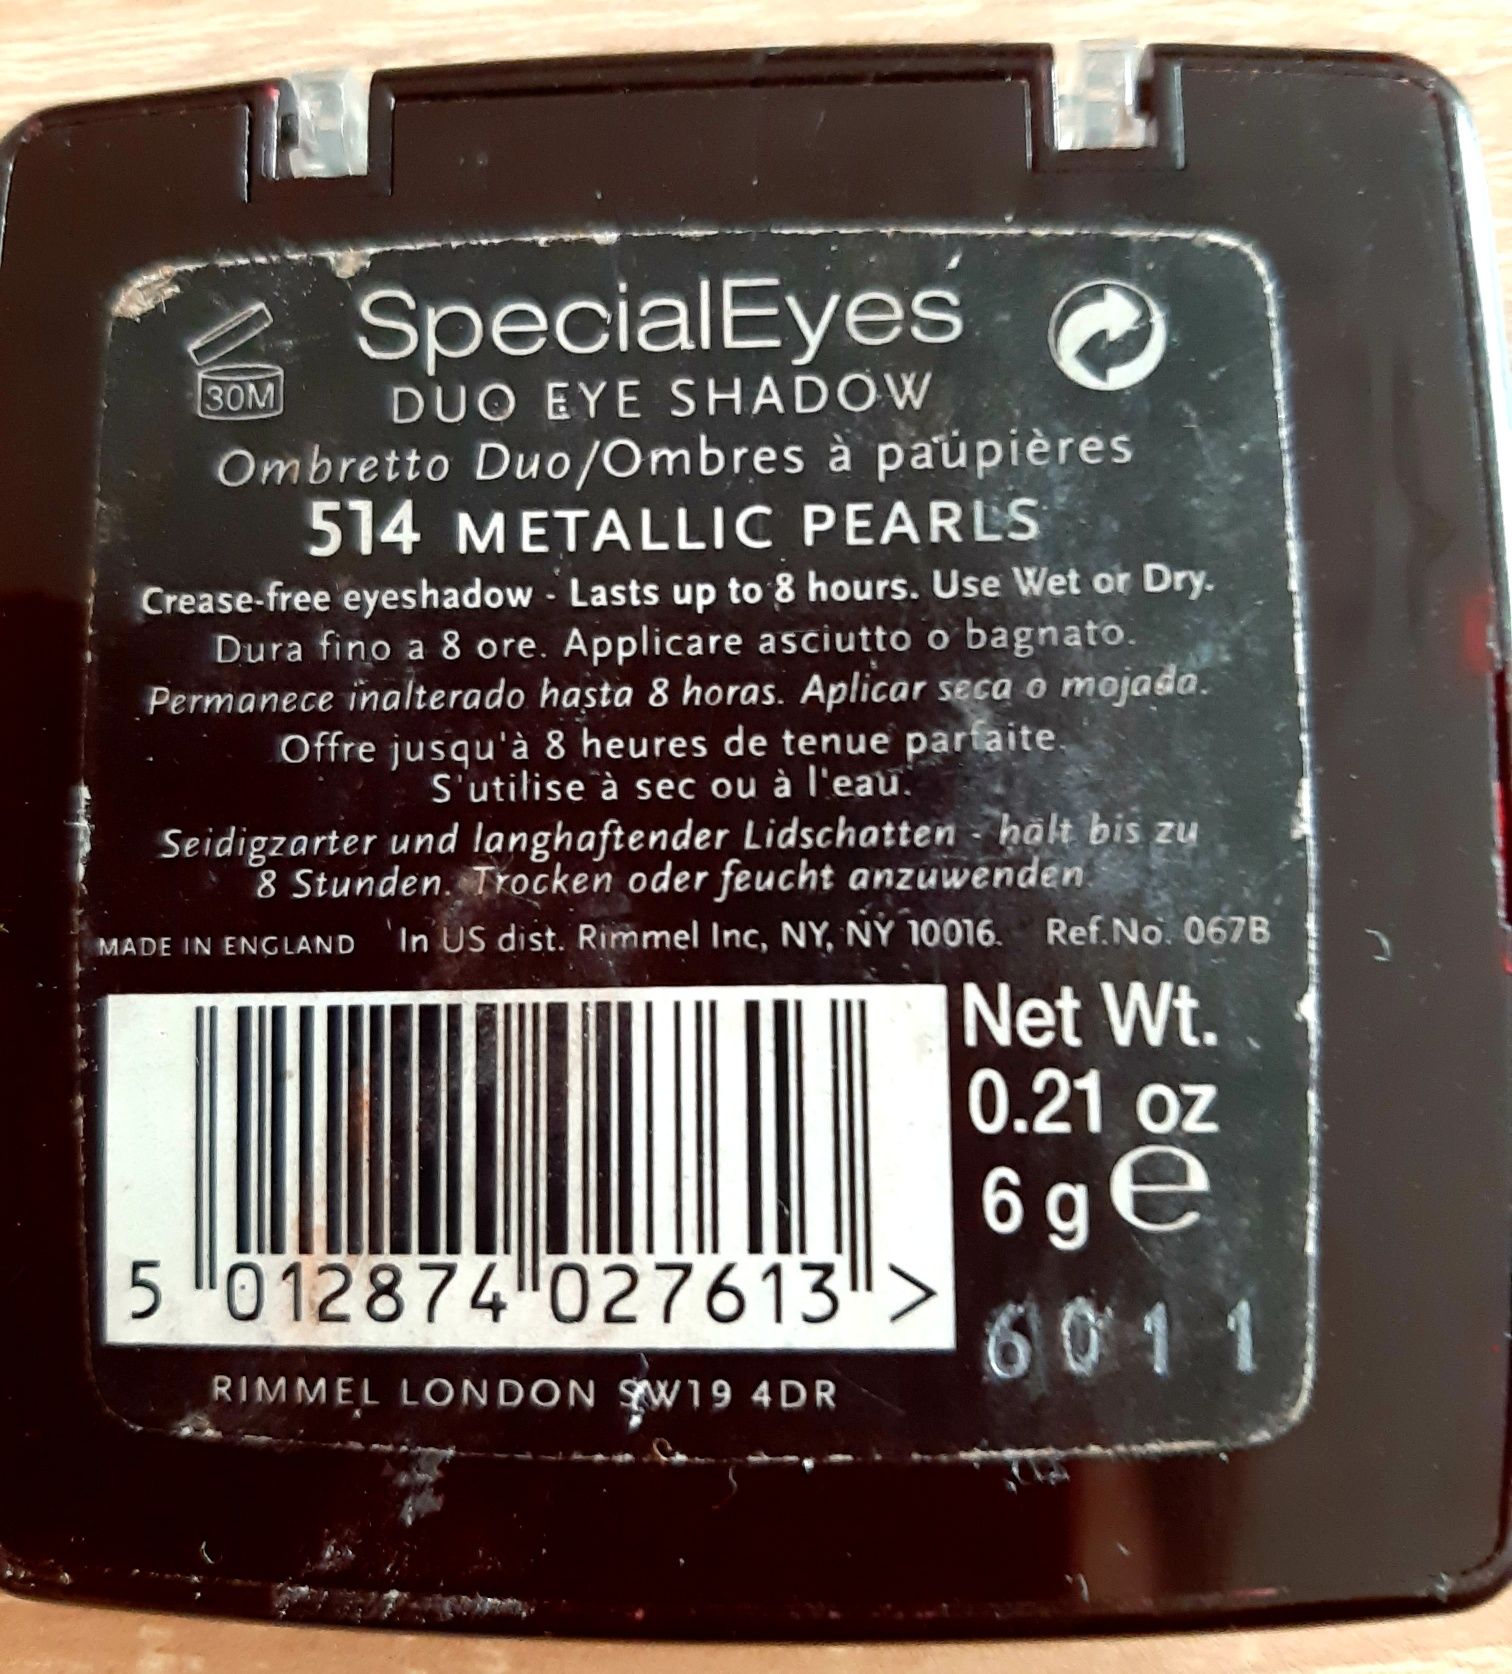 30M
SpecialEyes
DUO EYE SHADOW
Ombretto Duo/Ombres à paupières
514 METALLIC PEARLS
Crease-free eyeshadow - Lasts up to 8 hours. Use Wet or Dry.
Dura fino a 8 ore. Applicare asciutto o bagnato.
Permanece inalterado hasta 8 horas. Aplicar seca o mojada.
Offre jusqu'à 8 heures de tenue parfaite.
S'utilise à sec ou à l'eau.
Seidigzarter und langhaftender Lidschatten - hält bis zu
8 Stunden. Trocken oder feucht anzuwenden.
MADE IN ENGLAND In US dist. Rimmel Inc, NY, NY 10016. Ref.No. 067B
Net Wt.
0.21 oz
6 g e
5 012874 027613 >
6011
RIMMEL LONDON SW19 4DR